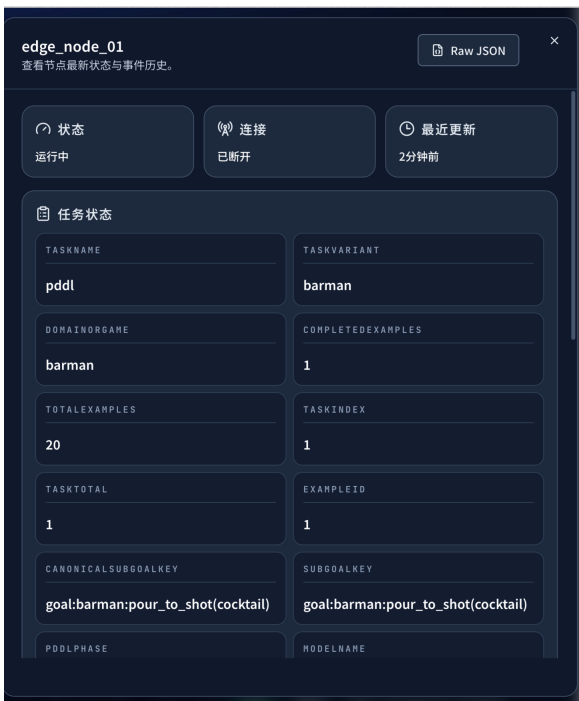 edge_node_01
查看节点最新状态与事件历史。
Raw JSON
状态
运行中
连接
已断开
最近更新
2分钟前
任务状态
TASKNAME
pddl
TASKVARIANT
barman
DOMAINORGAME
barman
COMPLETEDEXAMPLES
1
TOTALEXAMPLES
20
TASKINDEX
1
TASKTOTAL
1
EXAMPLEID
1
CANONICALSUBGOALKEY
goal:barman:pour_to_shot(cocktail)
SUBGOALKEY
goal:barman:pour_to_shot(cocktail)
PDDLPHASE
MODELNAME